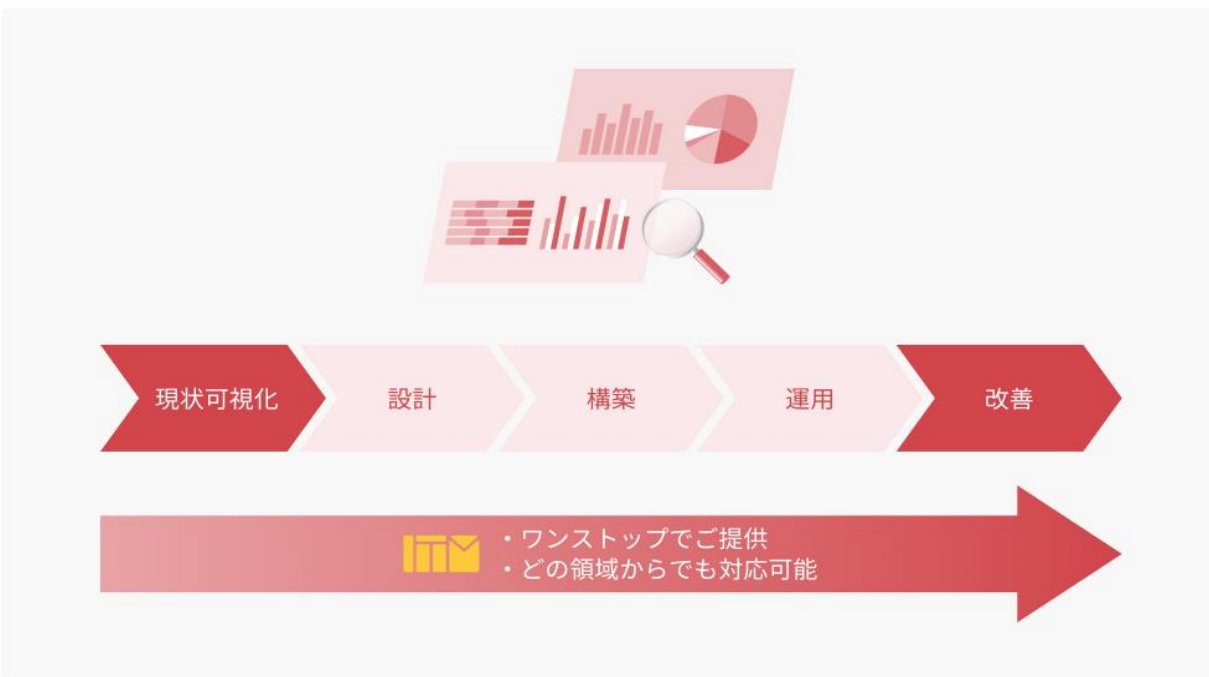 現状可視化
設計
構築
運用
改善
ITM
・ワンストップでご提供
・どの領域からでも対応可能